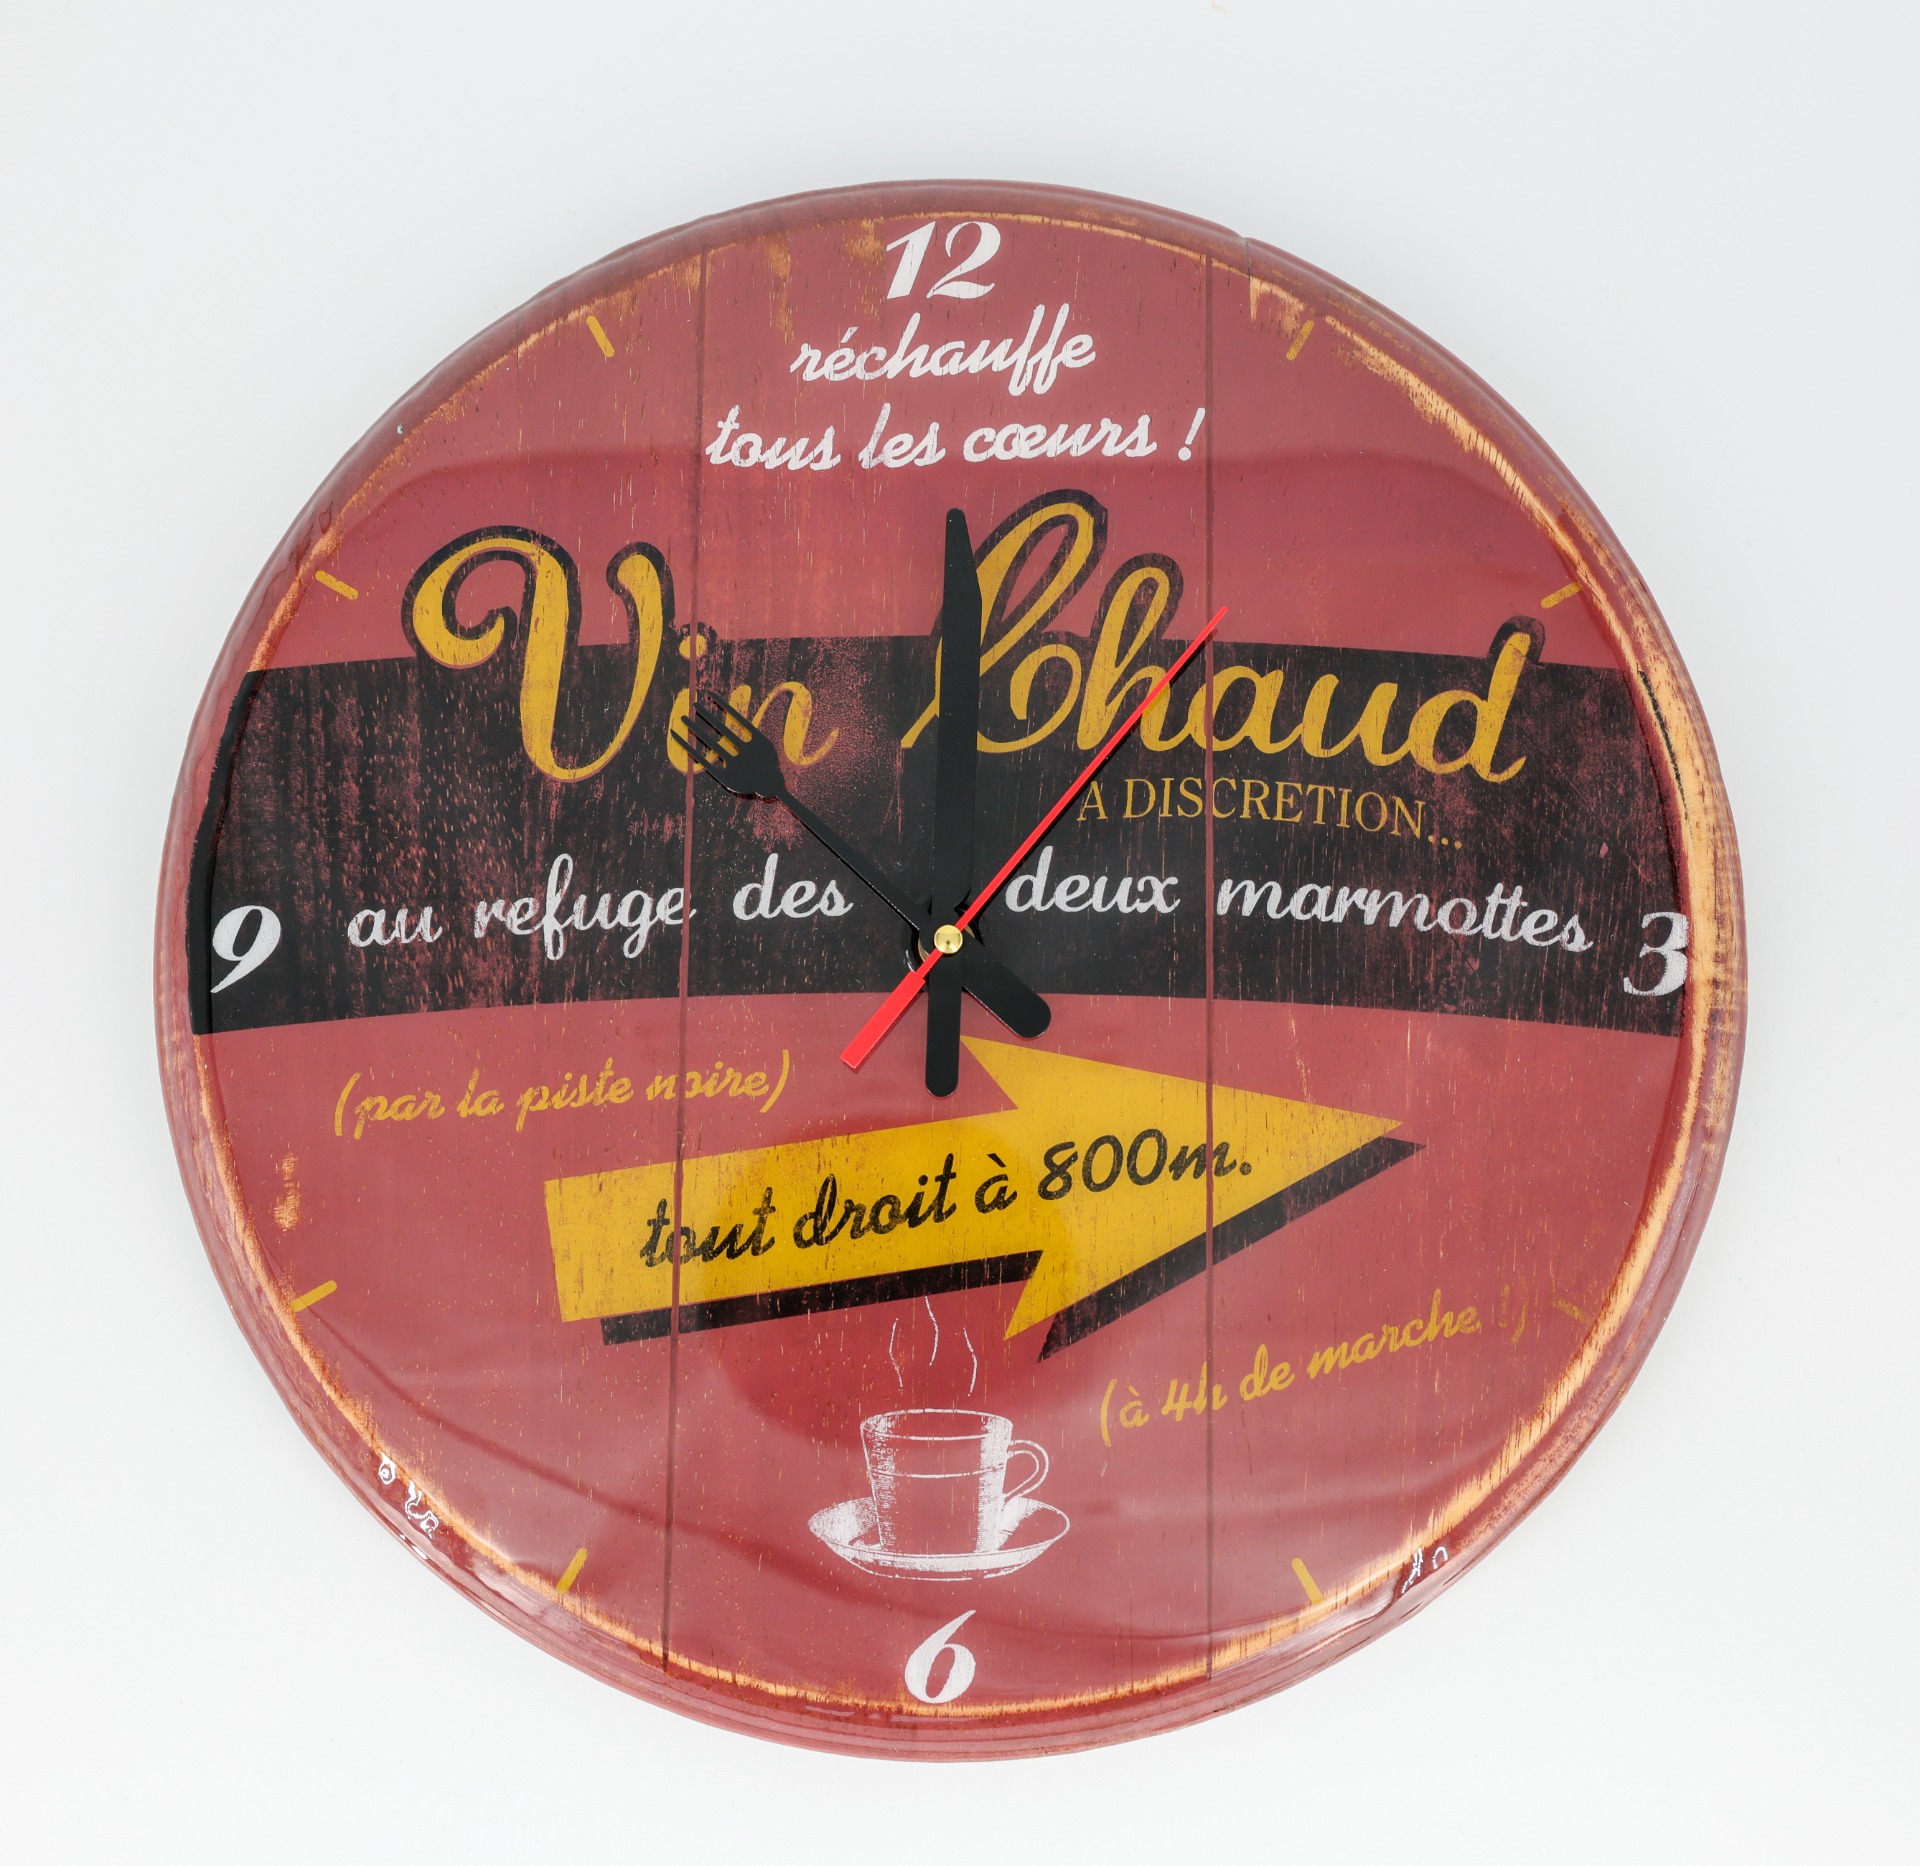 12
réchauffe
tous les cœurs !
Vin Chaud
A DISCRETION...
9 au refuge des deux marmottes 3
(par la piste noire)
tout droit à 800m.
(à 4h de marche !)
6